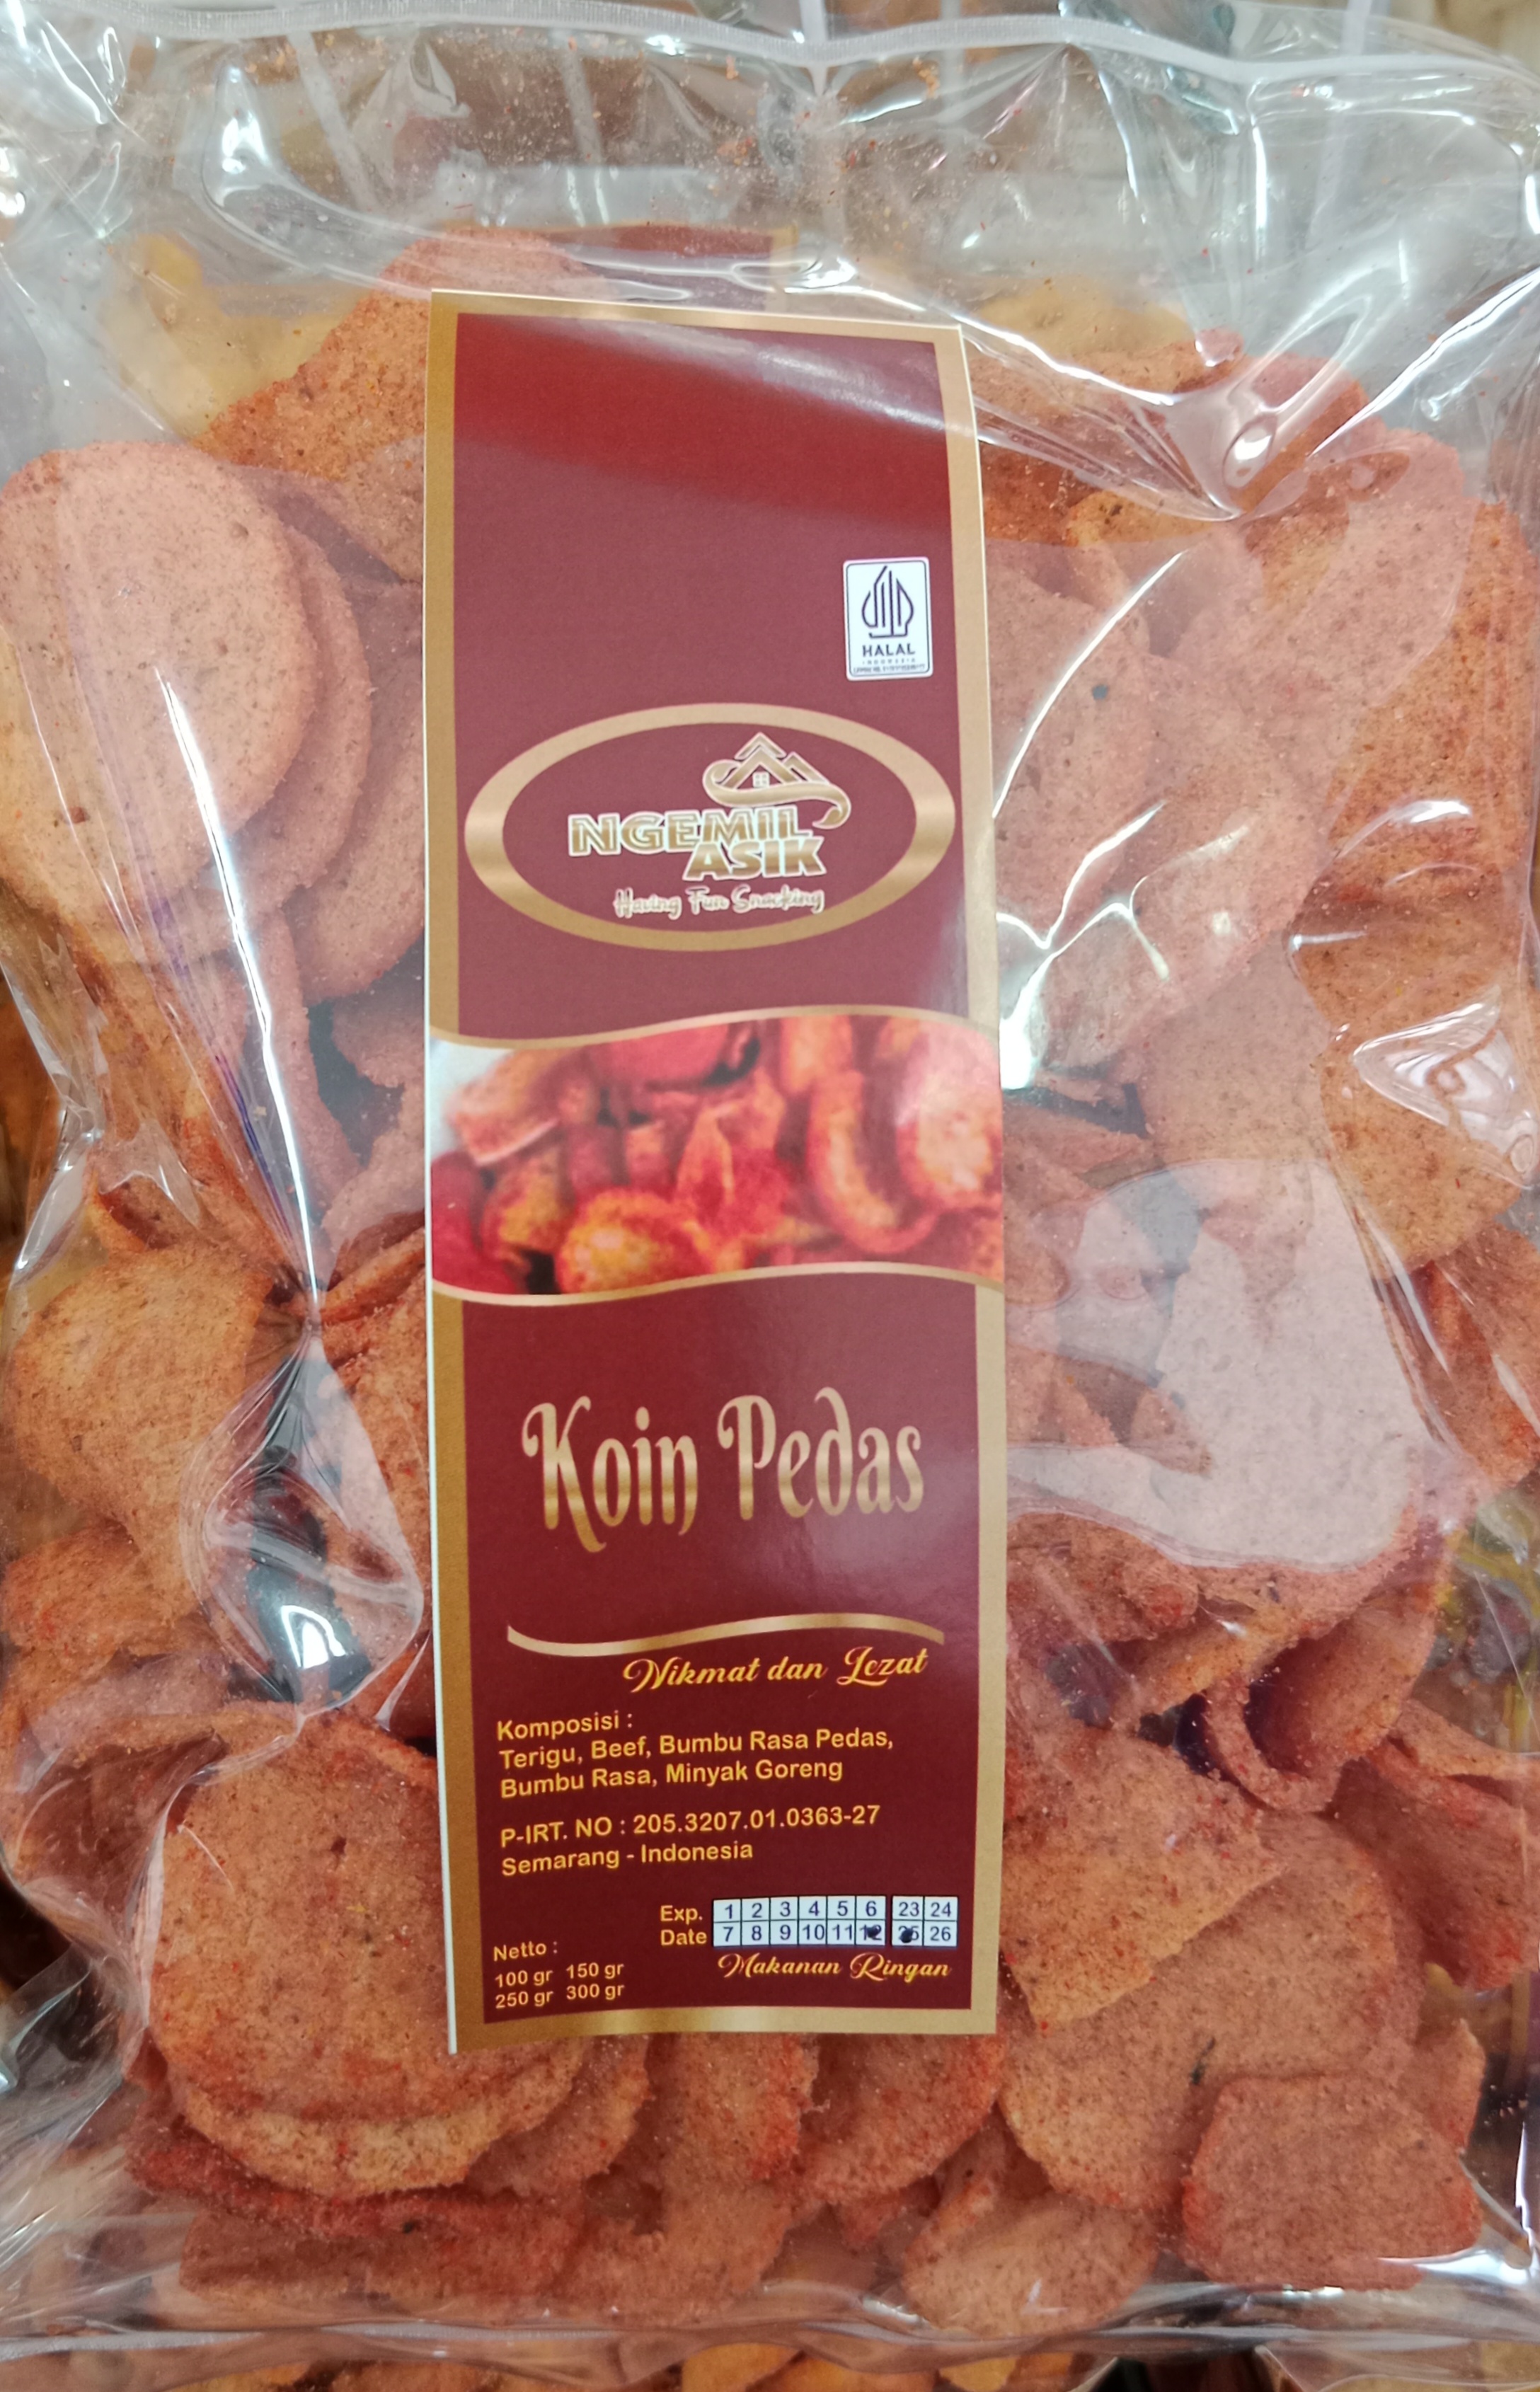 HALAL
INDONESIA
NGEMIL
ASIK
Having Fun Snacking
Koin Pedas
Nikmat dan Lezat
Komposisi :
Terigu, Beef, Bumbu Rasa Pedas,
Bumbu Rasa, Minyak Goreng
P-IRT. NO : 205.3207.01.0363-27
Semarang - Indonesia
Exp. 1 2 3 4 5 6 23 24
Date 7 8 9 10 11 12 25 26
Makanan Ringan
Netto :
100 gr 150 gr
250 gr 300 gr